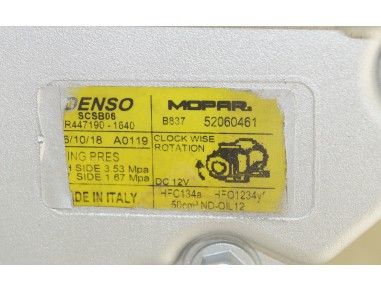 DENSO
SCSB06
R447190-1640
5/10/18 A0119
ING PRES
H SIDE 3.53 Mpa
SIDE 1.67 Mpa
DE IN ITALY
MOPAR.
B837 52060461
CLOCK WISE
ROTATION
DC 12V
HFC134a HFO1234yf
50cm³ ND-OIL12